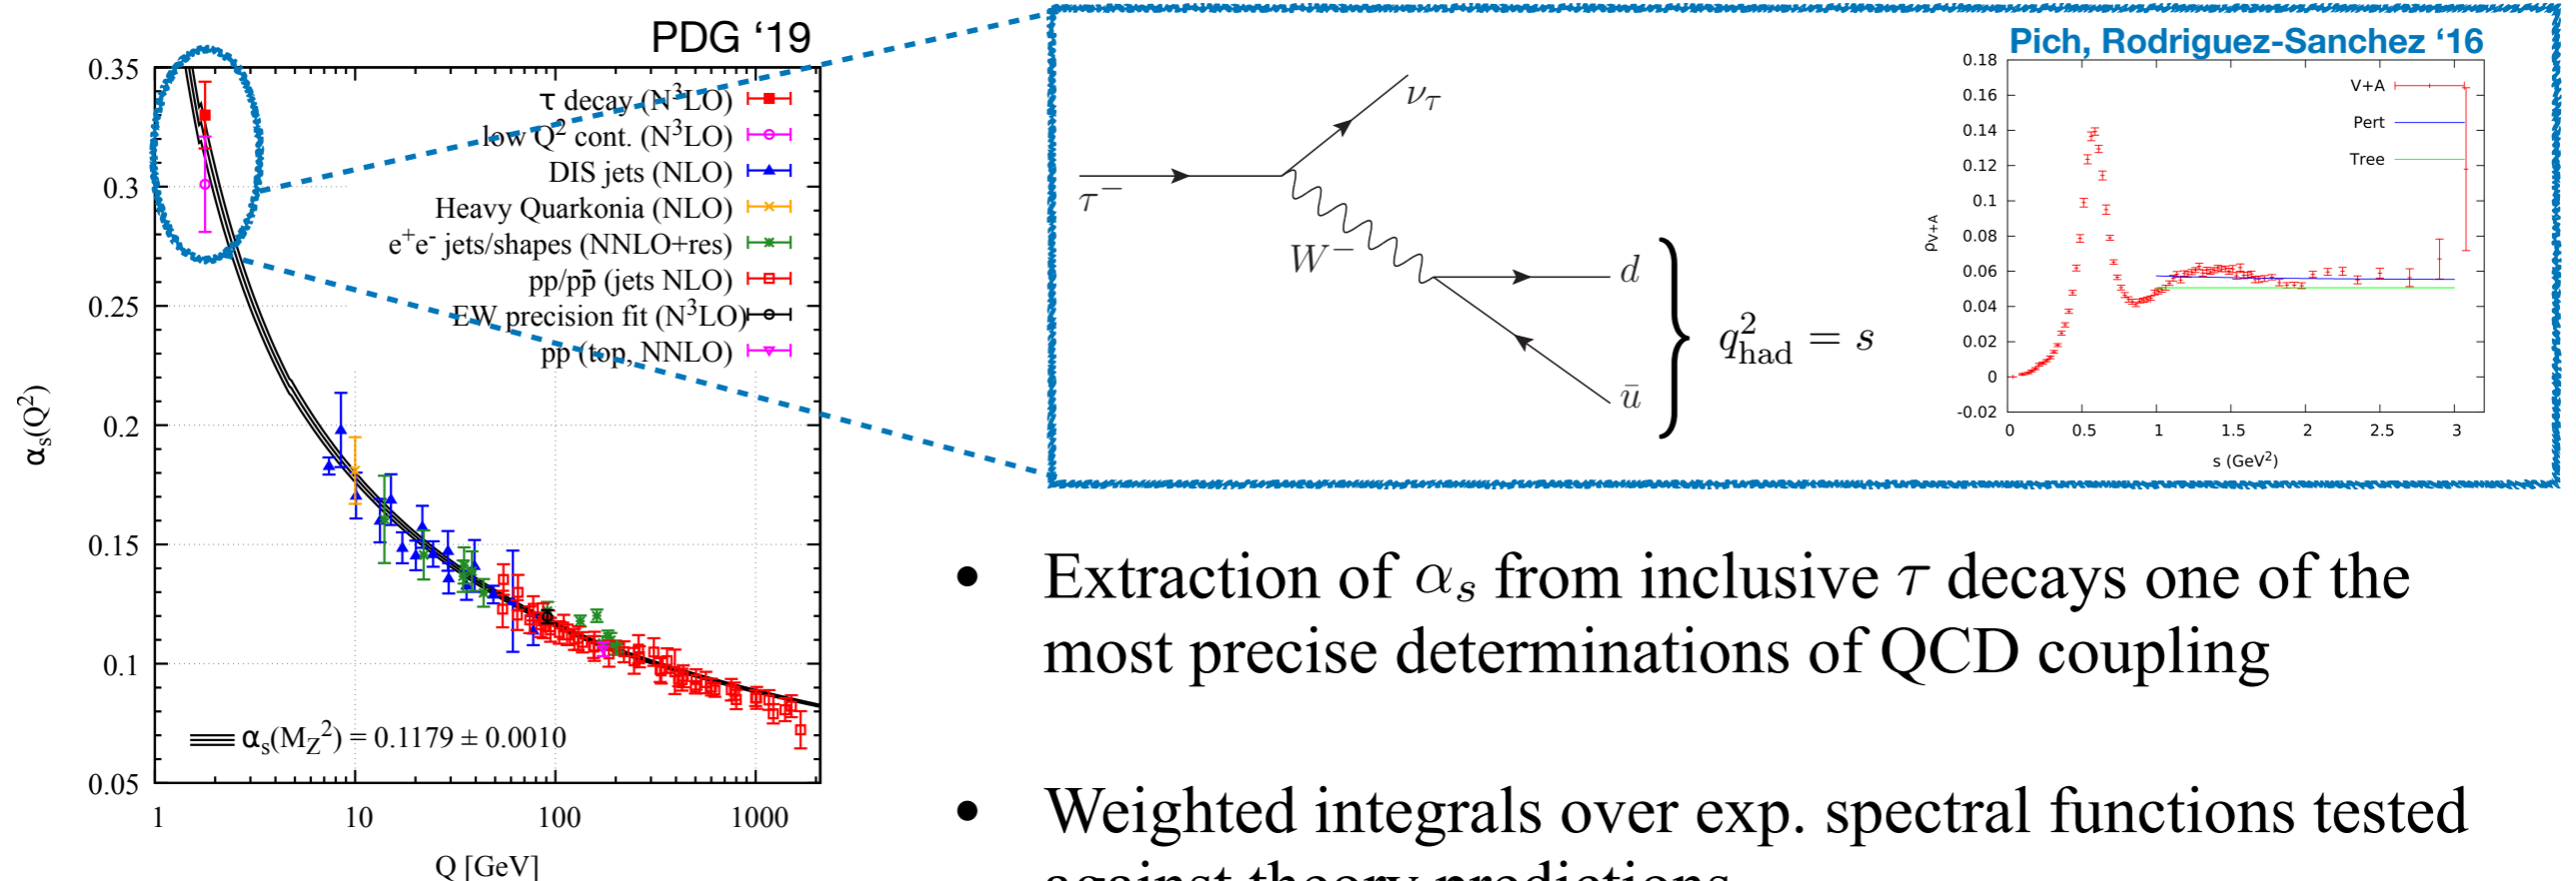 PDG ‘19
0.35
0.3
0.25
0.2
0.15
0.1
0.05
αs(Q²)
τ decay (N³LO)
low Q² cont. (N³LO)
DIS jets (NLO)
Heavy Quarkonia (NLO)
e⁺e⁻ jets/shapes (NNLO+res)
pp/pp̄ (jets NLO)
EW precision fit (N³LO)
pp (top, NNLO)
αs(MZ²) = 0.1179 ± 0.0010
1 10 100 1000
Q [GeV]
τ⁻
ντ
W⁻
d
ū
q²had = s
Pich, Rodriguez-Sanchez ‘16
0.18
0.16
0.14
0.12
0.1
0.08
0.06
0.04
0.02
0
-0.02
ρV+A
V+A
Pert
Tree
0 0.5 1 1.5 2 2.5 3
s (GeV²)
• Extraction of αs from inclusive τ decays one of the
most precise determinations of QCD coupling
• Weighted integrals over exp. spectral functions tested
against theory predictions